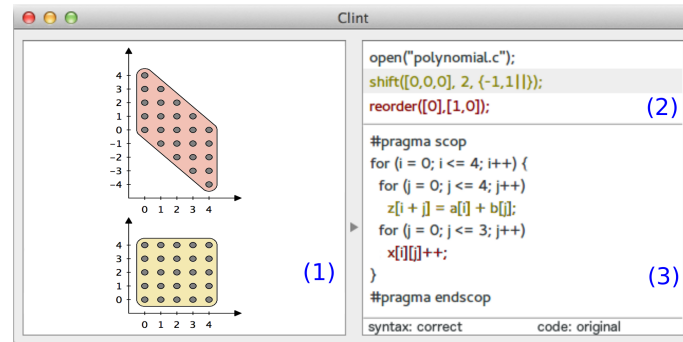 Clint
4
3
2
1
0
−1
−2
−3
−4
0 1 2 3 4
4
3
2
1
0
0 1 2 3 4
(1)
open("polynomial.c");
shift([0,0,0], 2, {-1,1||});
reorder([0],[1,0]);
(2)
#pragma scop
for (i = 0; i <= 4; i++) {
for (j = 0; j <= 4; j++)
z[i + j] = a[i] + b[j];
for (j = 0; j <= 3; j++)
x[i][j]++;
}
#pragma endscop
(3)
syntax: correct code: original